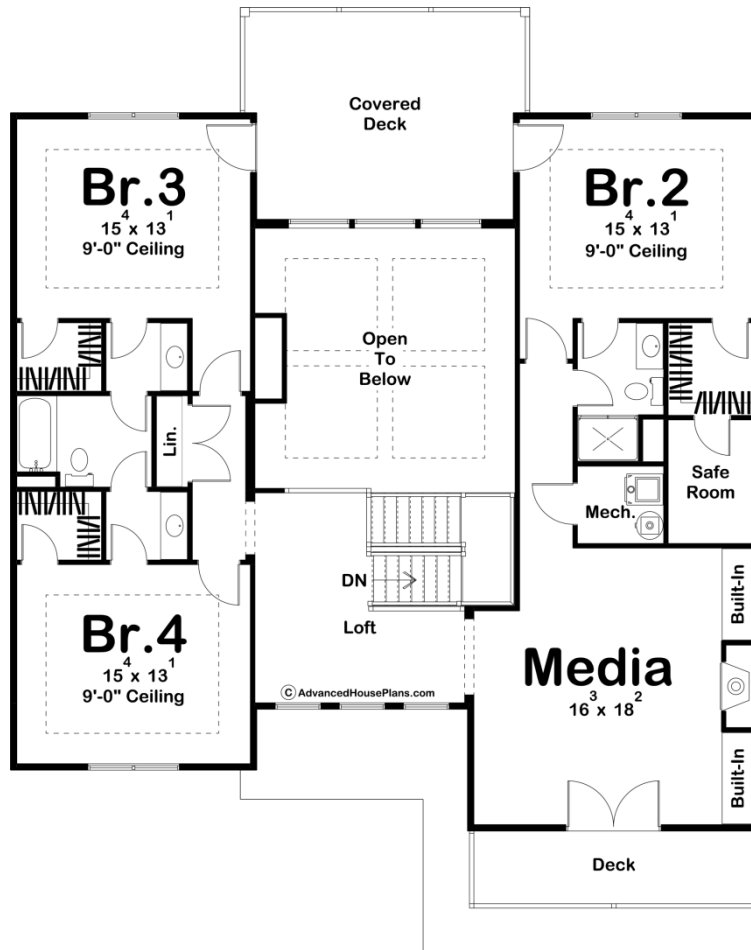 Covered
Deck
Br.3
15⁴ x 13¹
9'-0" Ceiling
Br.2
15⁴ x 13¹
9'-0" Ceiling
Open
To
Below
Lin.
Safe
Room
Mech.
DN
Loft
Built-In
Br.4
15⁴ x 13¹
9'-0" Ceiling
Media
16³ x 18²
© AdvancedHousePlans.com
Built-In
Deck